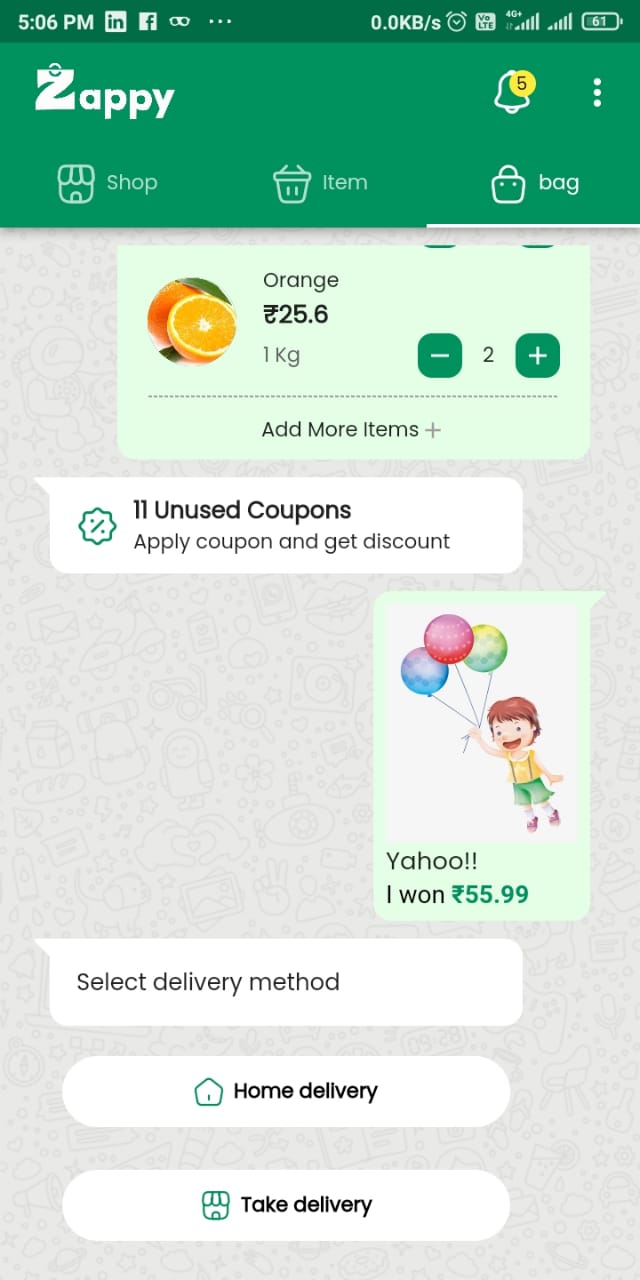 5:06 PM
0.0KB/s
Vo LTE
4G+
61
Zappy
5
Shop
Item
bag
Orange
₹25.6
1 Kg
2
Add More Items
11 Unused Coupons
Apply coupon and get discount
Yahoo!!
I won ₹55.99
Select delivery method
Home delivery
Take delivery